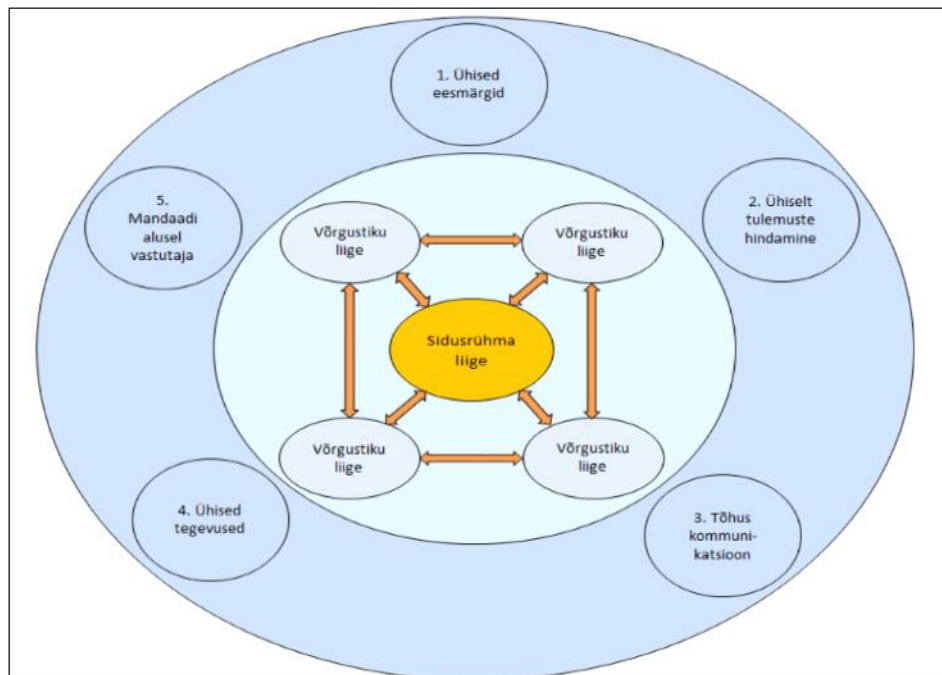 1. Ühised
eesmärgid
2. Ühiselt
tulemuste
hindamine
3. Tõhus
kommuni-
katsioon
4. Ühised
tegevused
5.
Mandaadi
alusel
vastutaja
Võrgustiku
liige
Võrgustiku
liige
Sidusrühma
liige
Võrgustiku
liige
Võrgustiku
liige